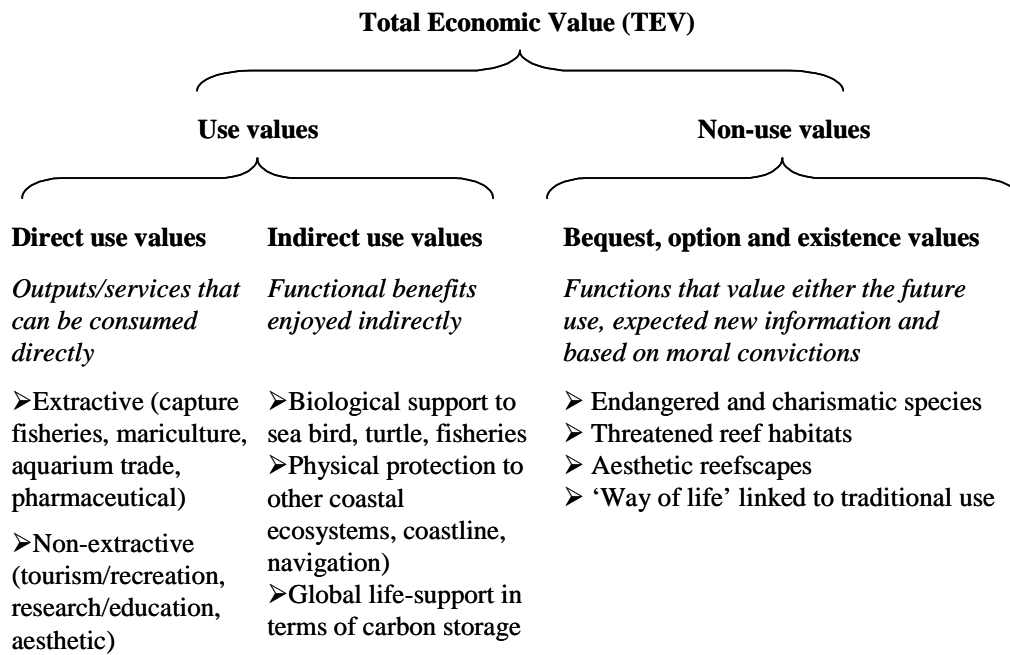 Total Economic Value (TEV)
Use values
Non-use values
Direct use values
Outputs/services that
can be consumed
directly
➢Extractive (capture
fisheries, mariculture,
aquarium trade,
pharmaceutical)
➢Non-extractive
(tourism/recreation,
research/education,
aesthetic)
Indirect use values
Functional benefits
enjoyed indirectly
➢Biological support to
sea bird, turtle, fisheries
➢Physical protection to
other coastal
ecosystems, coastline,
navigation)
➢Global life-support in
terms of carbon storage
Bequest, option and existence values
Functions that value either the future
use, expected new information and
based on moral convictions
➢ Endangered and charismatic species
➢ Threatened reef habitats
➢ Aesthetic reefscapes
➢ ‘Way of life’ linked to traditional use